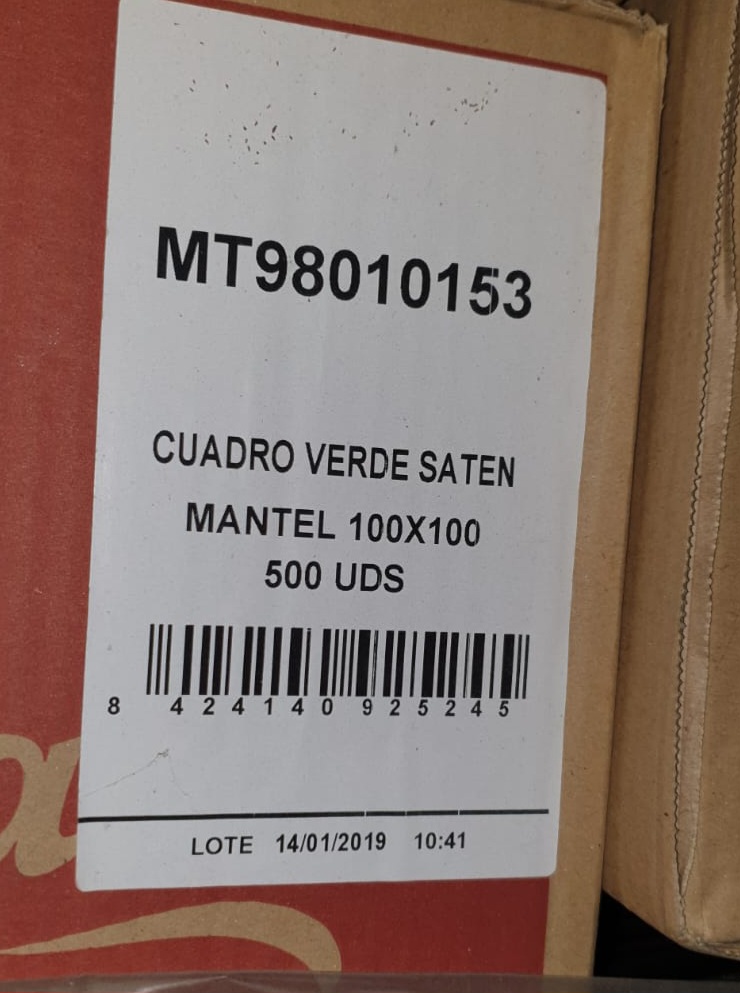 MT98010153
CUADRO VERDE SATEN
MANTEL 100X100
500 UDS
8 424140 925245
LOTE 14/01/2019 10:41